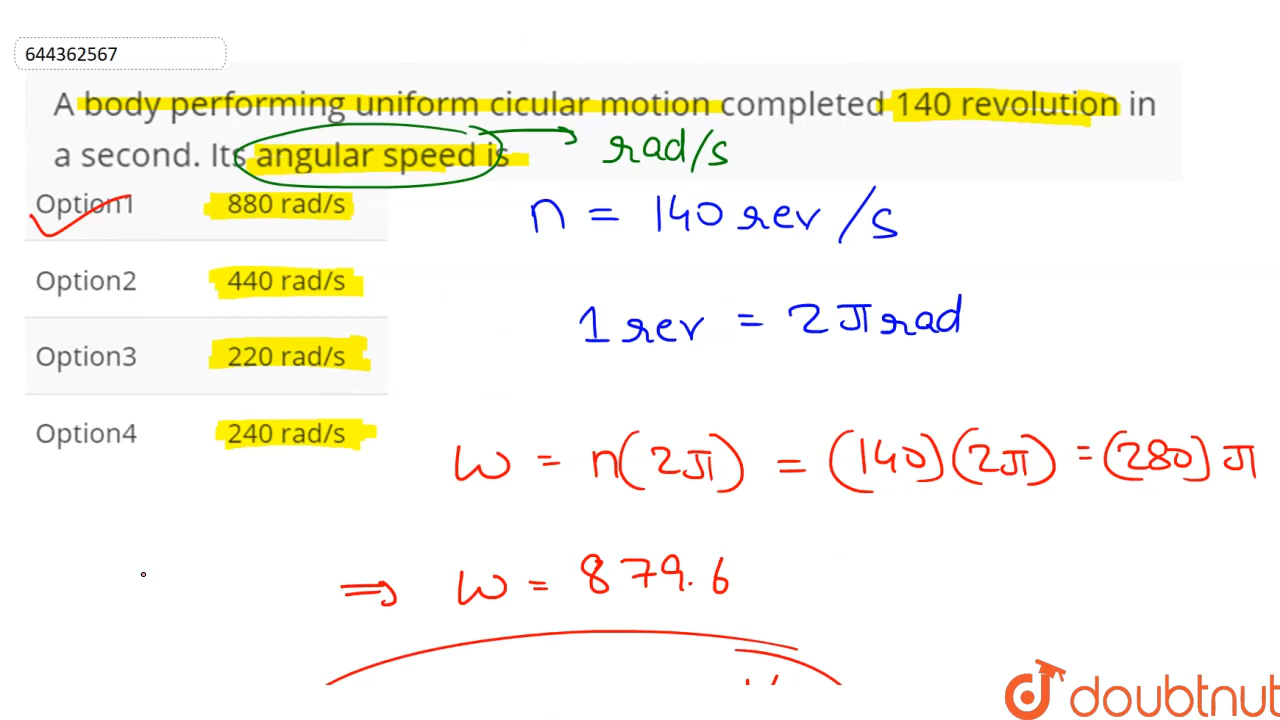 644362567
A body performing uniform cicular motion completed 140 revolution in
a second. Its angular speed is
rad/s
Option1 880 rad/s
n = 140 rev/s
Option2 440 rad/s
1 rev = 2π rad
Option3 220 rad/s
Option4 240 rad/s
ω = n(2π) = (140)(2π) = (280)π
⇒ ω = 879.6
doubtnut